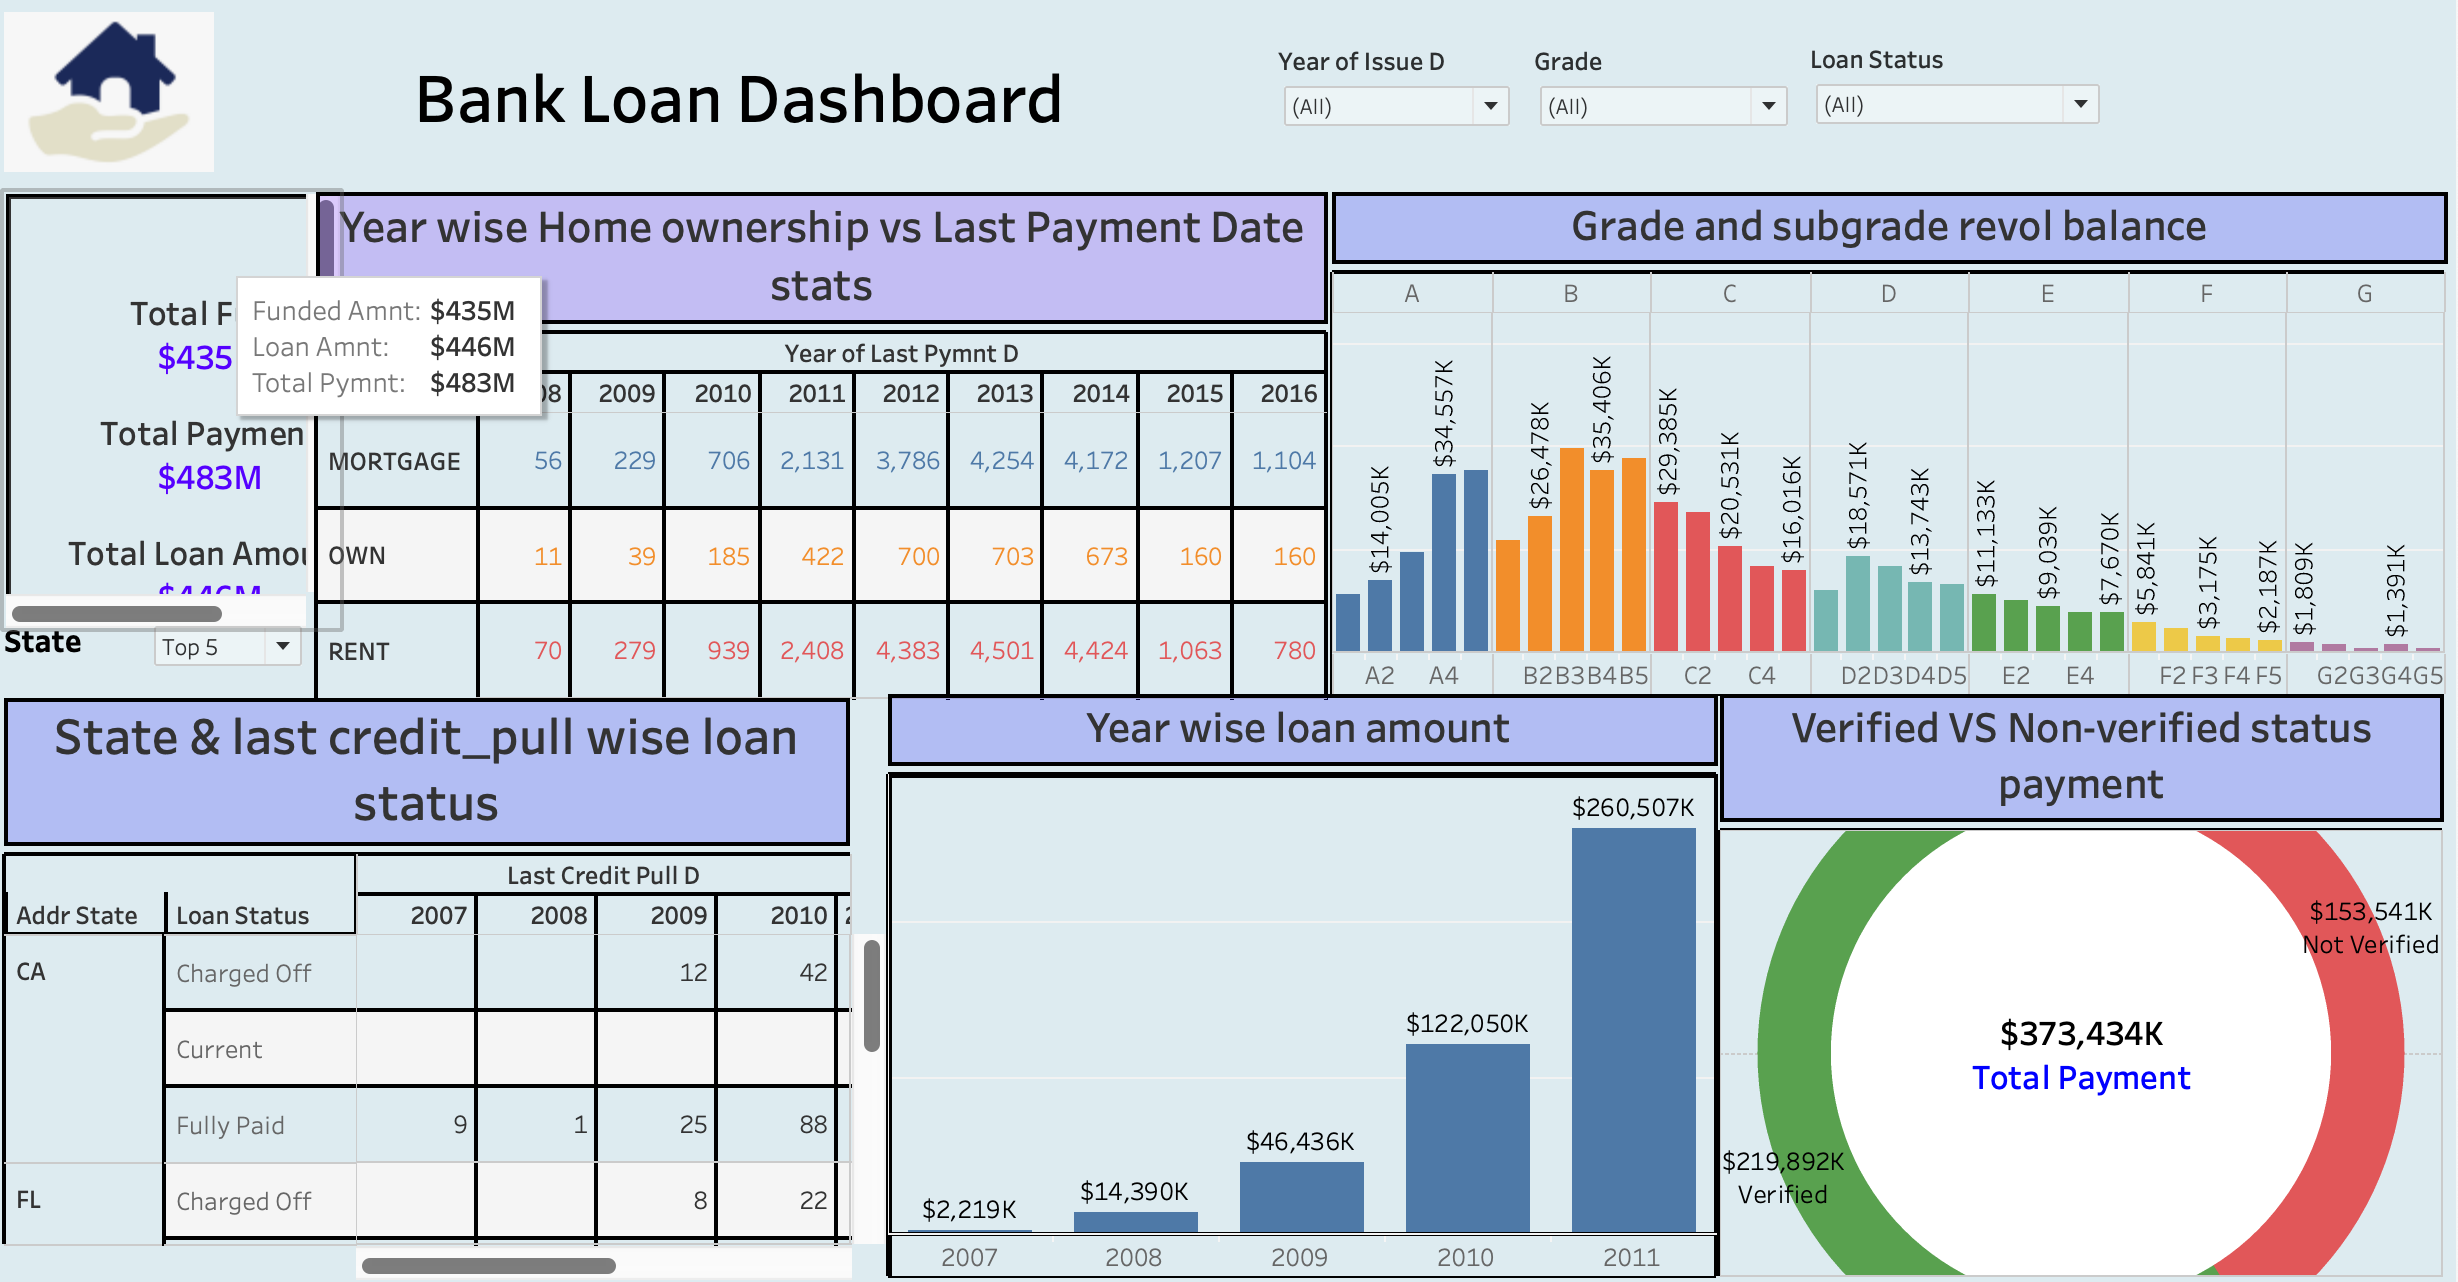 Bank Loan Dashboard
Year of Issue D
(All)
Grade
(All)
Loan Status
(All)
Total F
$435
Total Paymen
$483M
Total Loan Amou
$446M
Funded Amnt: $435M
Loan Amnt: $446M
Total Pymnt: $483M
State
Top 5
Year wise Home ownership vs Last Payment Date
stats
Year of Last Pymnt D
08 2009 2010 2011 2012 2013 2014 2015 2016
MORTGAGE 56 229 706 2,131 3,786 4,254 4,172 1,207 1,104
OWN 11 39 185 422 700 703 673 160 160
RENT 70 279 939 2,408 4,383 4,501 4,424 1,063 780
Grade and subgrade revol balance
A B C D E F G
$14,005K
$34,557K
$26,478K
$35,406K
$29,385K
$20,531K
$16,016K
$18,571K
$13,743K
$11,133K
$9,039K
$7,670K
$5,841K
$3,175K
$2,187K
$1,809K
$1,391K
A2 A4 B2 B3 B4 B5 C2 C4 D2 D3 D4 D5 E2 E4 F2 F3 F4 F5 G2 G3 G4 G5
State & last credit_pull wise loan
status
Last Credit Pull D
Addr State Loan Status 2007 2008 2009 2010
CA Charged Off 12 42
Current
Fully Paid 9 1 25 88
FL Charged Off 8 22
Year wise loan amount
$260,507K
$122,050K
$46,436K
$14,390K
$2,219K
2007 2008 2009 2010 2011
Verified VS Non-verified status
payment
$153,541K
Not Verified
$373,434K
Total Payment
$219,892K
Verified